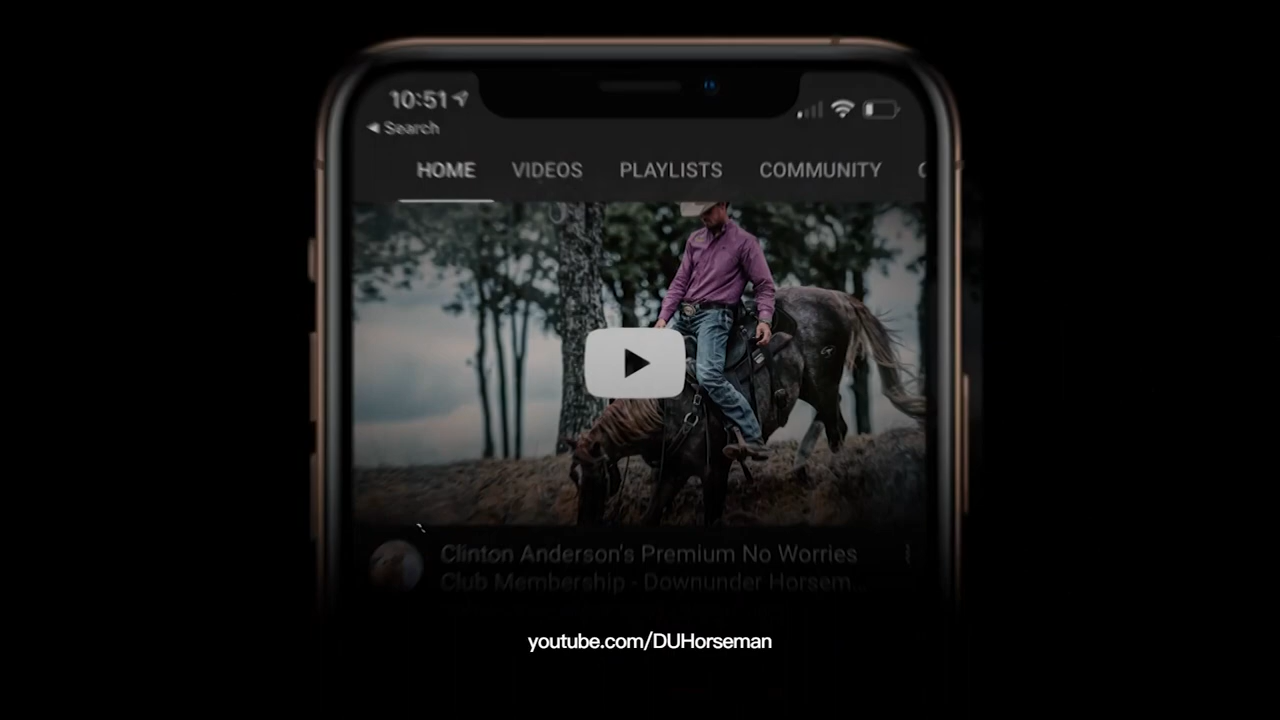 10:51
Search
HOME VIDEOS PLAYLISTS COMMUNITY
Clinton Anderson's Premium No Worries
Club Membership - Downunder Horsem...
youtube.com/DUHorseman